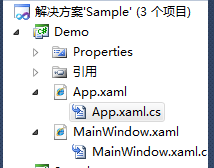 解决方案'Sample' (3 个项目)
Demo
Properties
引用
App.xaml
App.xaml.cs
MainWindow.xaml
MainWindow.xaml.c